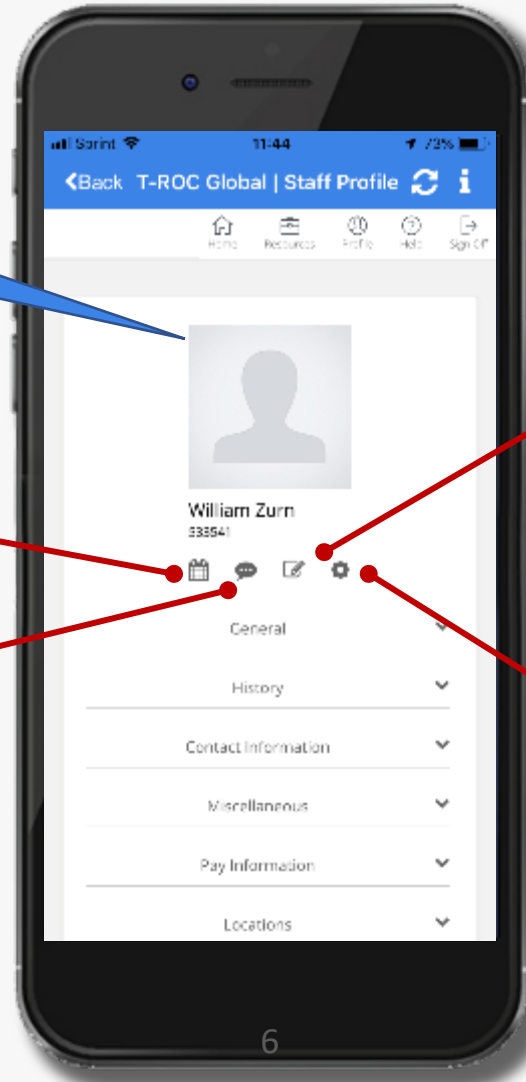 Sprint 11:44 73%
Back T-ROC Global | Staff Profile
Home Resources Profile Help Sign Off
William Zurn
General
History
Contact Information
Miscellaneous
Pay Information
Locations
6